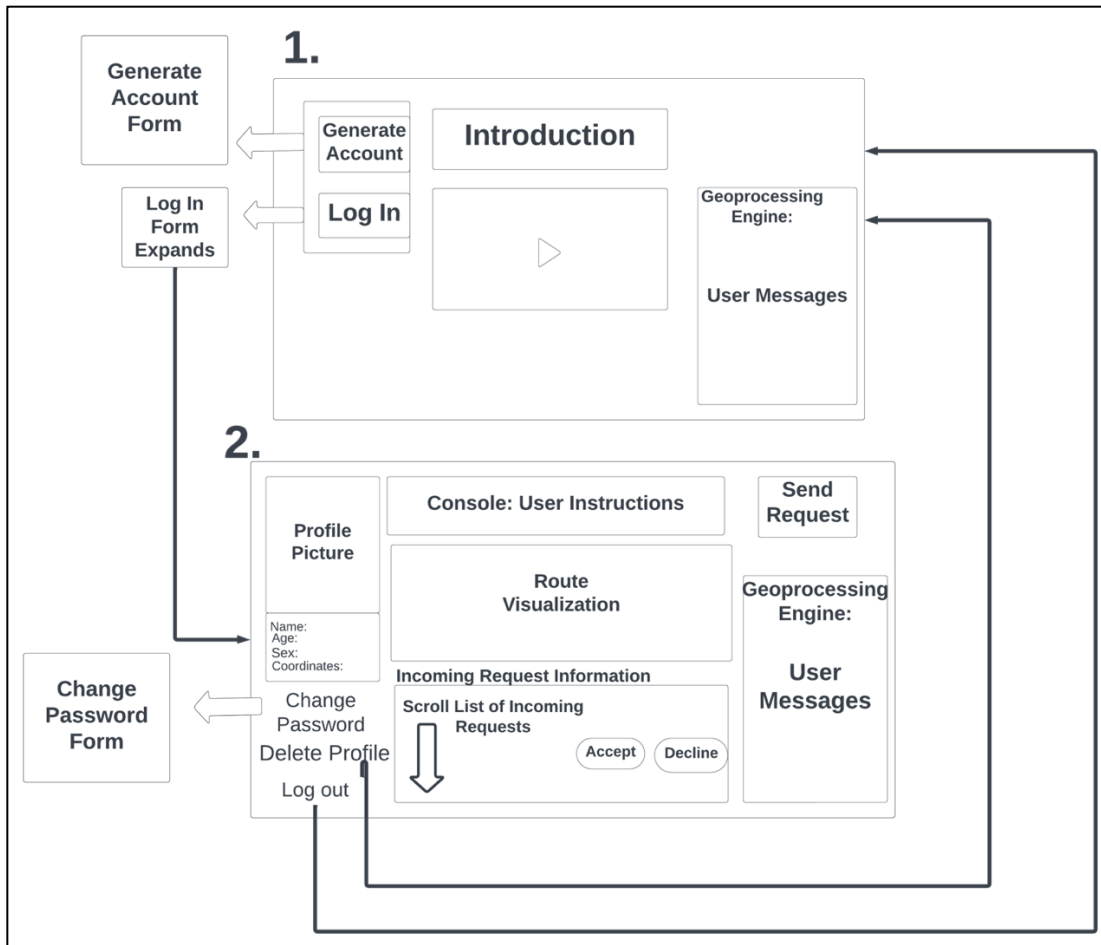 1.
Generate
Account
Form
Generate
Account
Introduction
Log In
Form
Expands
Log In
Geoprocessing
Engine:
User Messages
2.
Profile
Picture
Console: User Instructions
Send
Request
Route
Visualization
Geoprocessing
Engine:
User
Messages
Name:
Age:
Sex:
Coordinates:
Incoming Request Information
Scroll List of Incoming
Requests
Accept
Decline
Change
Password
Form
Change
Password
Delete Profile
Log out